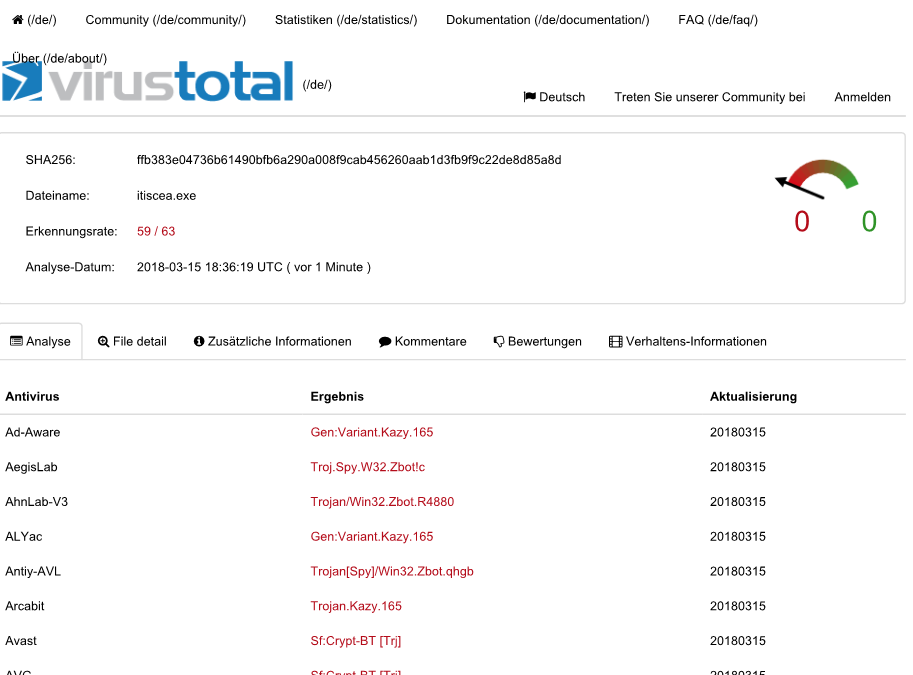 (/de/) Community (/de/community/) Statistiken (/de/statistics/) Dokumentation (/de/documentation/) FAQ (/de/faq/)
Über (/de/about/)
virustotal (/de/)
Deutsch Treten Sie unserer Community bei Anmelden
SHA256: ffb383e04736b61490bfb6a290a008f9cab456260aab1d3fb9f9c22de8d85a8d
Dateiname: itiscea.exe
Erkennungsrate: 59 / 63
Analyse-Datum: 2018-03-15 18:36:19 UTC ( vor 1 Minute )
0 0
Analyse File detail Zusätzliche Informationen Kommentare Bewertungen Verhaltens-Informationen
Antivirus Ergebnis Aktualisierung
Ad-Aware Gen:Variant.Kazy.165 20180315
AegisLab Troj.Spy.W32.Zbot!c 20180315
AhnLab-V3 Trojan/Win32.Zbot.R4880 20180315
ALYac Gen:Variant.Kazy.165 20180315
Antiy-AVL Trojan[Spy]/Win32.Zbot.qhgb 20180315
Arcabit Trojan.Kazy.165 20180315
Avast Sf:Crypt-BT [Trj] 20180315
AVG Sf:Crypt-BT [Trj] 20180315